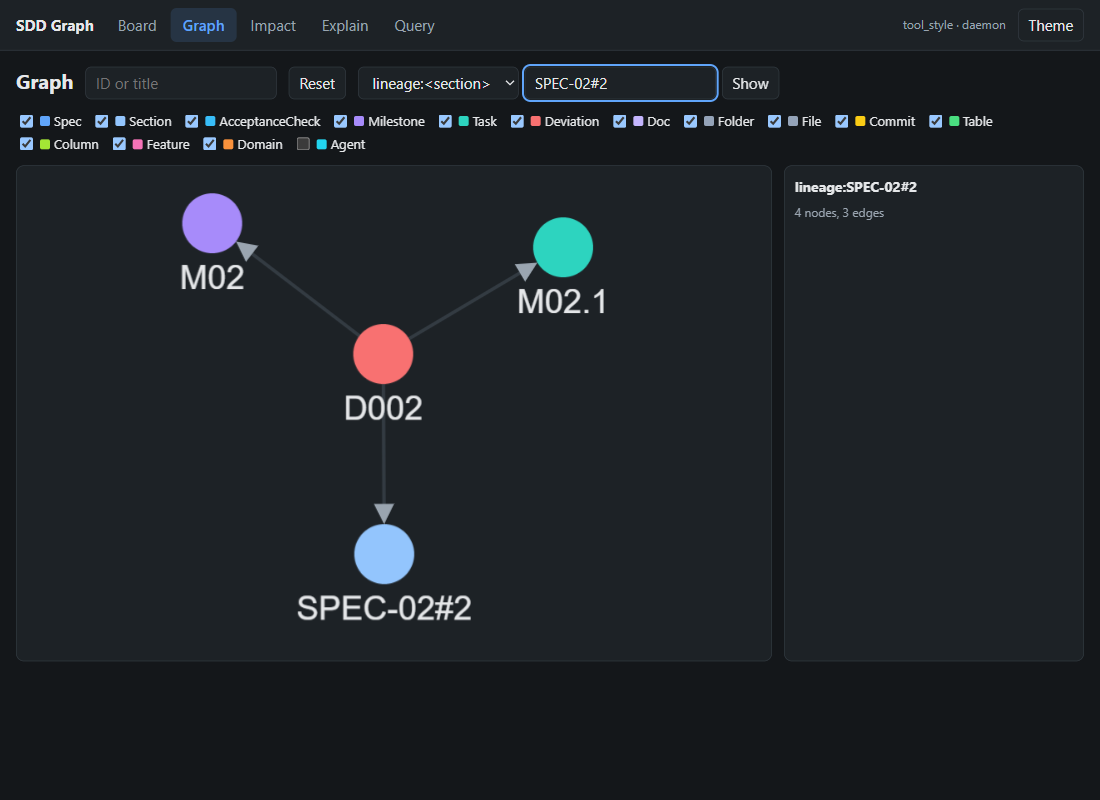 SDD Graph Board Graph Impact Explain Query tool_style · daemon Theme
Graph ID or title Reset lineage:<section> SPEC-02#2 Show
Spec Section AcceptanceCheck Milestone Task Deviation Doc Folder File Commit Table
Column Feature Domain Agent
lineage:SPEC-02#2
4 nodes, 3 edges
M02
M02.1
D002
SPEC-02#2